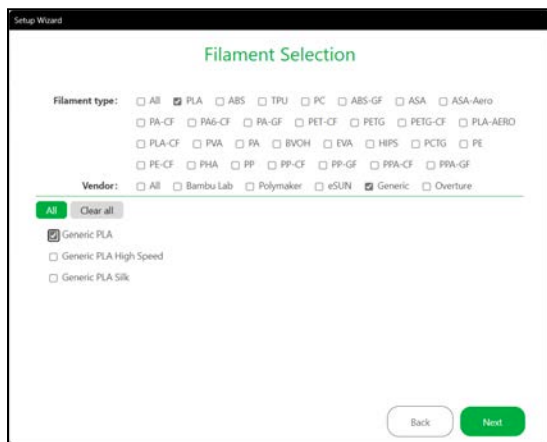 Setup Wizard
Filament Selection
Filament type: All PLA ABS TPU PC ABS-GF ASA ASA-Aero
PA-CF PA6-CF PA-GF PET-CF PETG PETG-CF PLA-AERO
PLA-CF PVA PA BVOH EVA HIPS PCTG PE
PE-CF PHA PP PP-CF PP-GF PPA-CF PPA-GF
Vendor: All Bambu Lab Polymaker eSUN Generic Overture
All Clear all
Generic PLA
Generic PLA High Speed
Generic PLA Silk
Back Next